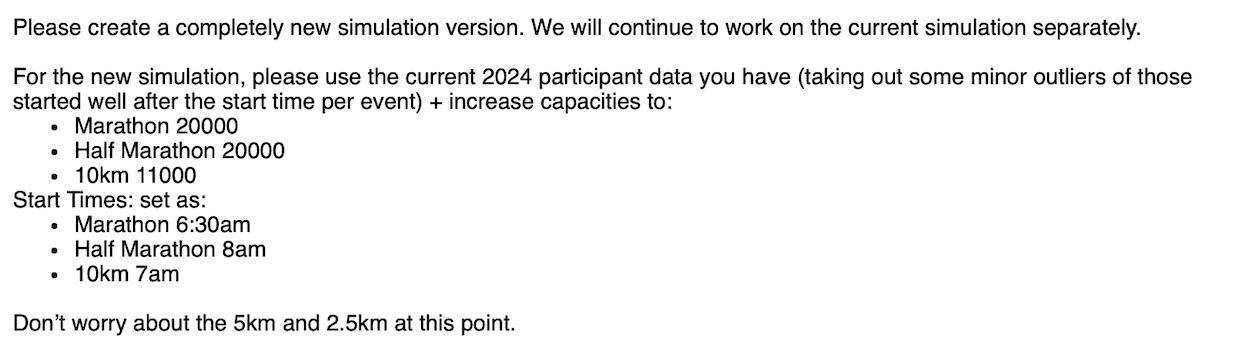 Please create a completely new simulation version. We will continue to work on the current simulation separately.
For the new simulation, please use the current 2024 participant data you have (taking out some minor outliers of those
started well after the start time per event) + increase capacities to:
• Marathon 20000
• Half Marathon 20000
• 10km 11000
Start Times: set as:
• Marathon 6:30am
• Half Marathon 8am
• 10km 7am
Don't worry about the 5km and 2.5km at this point.